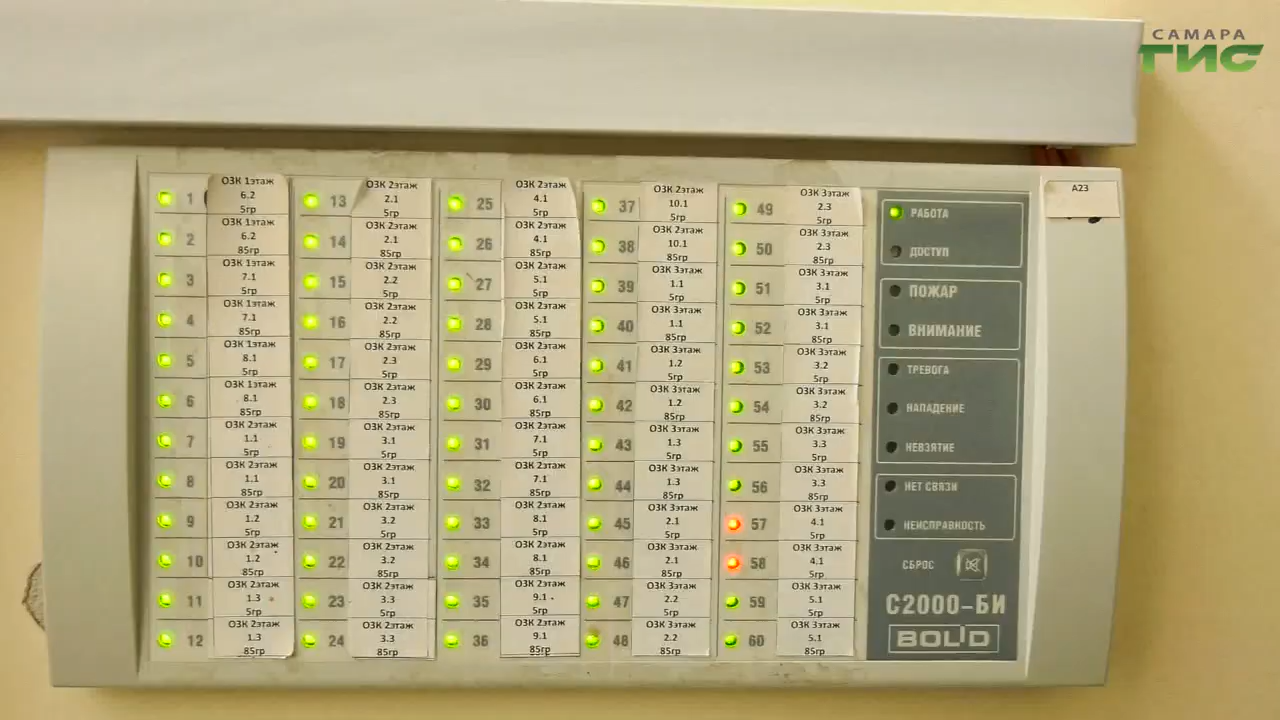 САМАРА
ГИС
1
ОЗК 1этаж
6.2
5гр
2
ОЗК 1этаж
6.2
85гр
3
ОЗК 1этаж
7.1
5гр
4
ОЗК 1этаж
7.1
85гр
5
ОЗК 1этаж
8.1
5гр
6
ОЗК 1этаж
8.1
85гр
7
ОЗК 2этаж
1.1
5гр
8
ОЗК 2этаж
1.1
85гр
9
ОЗК 2этаж
1.2
5гр
10
ОЗК 2этаж
1.2
85гр
11
ОЗК 2этаж
1.3
5гр
12
ОЗК 2этаж
1.3
85гр
13
ОЗК 2этаж
2.1
5гр
14
ОЗК 2этаж
2.1
85гр
15
ОЗК 2этаж
2.2
5гр
16
ОЗК 2этаж
2.2
85гр
17
ОЗК 2этаж
2.3
5гр
18
ОЗК 2этаж
2.3
85гр
19
ОЗК 2этаж
3.1
5гр
20
ОЗК 2этаж
3.1
85гр
21
ОЗК 2этаж
3.2
5гр
22
ОЗК 2этаж
3.2
85гр
23
ОЗК 2этаж
3.3
5гр
24
ОЗК 2этаж
3.3
85гр
25
ОЗК 2этаж
4.1
5гр
26
ОЗК 2этаж
4.1
85гр
27
ОЗК 2этаж
5.1
5гр
28
ОЗК 2этаж
5.1
85гр
29
ОЗК 2этаж
6.1
5гр
30
ОЗК 2этаж
6.1
85гр
31
ОЗК 2этаж
7.1
5гр
32
ОЗК 2этаж
7.1
85гр
33
ОЗК 2этаж
8.1
5гр
34
ОЗК 2этаж
8.1
85гр
35
ОЗК 2этаж
9.1
5гр
36
ОЗК 2этаж
9.1
85гр
37
ОЗК 2этаж
10.1
5гр
38
ОЗК 2этаж
10.1
85гр
39
ОЗК 3этаж
1.1
5гр
40
ОЗК 3этаж
1.1
85гр
41
ОЗК 3этаж
1.2
5гр
42
ОЗК 3этаж
1.2
85гр
43
ОЗК 3этаж
1.3
5гр
44
ОЗК 3этаж
1.3
85гр
45
ОЗК 3этаж
2.1
5гр
46
ОЗК 3этаж
2.1
85гр
47
ОЗК 3этаж
2.2
5гр
48
ОЗК 3этаж
2.2
85гр
49
ОЗК 3этаж
2.3
5гр
50
ОЗК 3этаж
2.3
85гр
51
ОЗК 3этаж
3.1
5гр
52
ОЗК 3этаж
3.1
85гр
53
ОЗК 3этаж
3.2
5гр
54
ОЗК 3этаж
3.2
85гр
55
ОЗК 3этаж
3.3
5гр
56
ОЗК 3этаж
3.3
85гр
57
ОЗК 3этаж
4.1
5гр
58
ОЗК 3этаж
4.1
85гр
59
ОЗК 3этаж
5.1
5гр
60
ОЗК 3этаж
5.1
85гр
РАБОТА
ДОСТУП
ПОЖАР
ВНИМАНИЕ
ТРЕВОГА
НАПАДЕНИЕ
НЕВЗЯТИЕ
НЕТ СВЯЗИ
НЕИСПРАВНОСТЬ
СБРОС
С2000-БИ
BOLID
А23